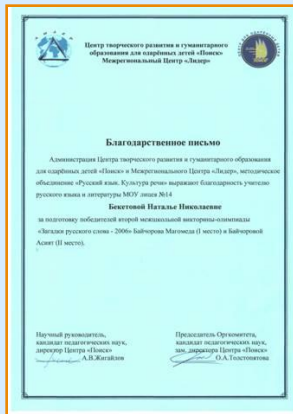 Центр творческого развития и гуманитарного
образования для одарённых детей «Поиск»
Межрегиональный Центр «Лидер»
Благодарственное письмо
Администрация Центра творческого развития и гуманитарного образования
для одарённых детей «Поиск» и Межрегионального Центра «Лидер», методическое
объединение «Русский язык. Культура речи» выражают благодарность учителю
русского языка и литературы МОУ лицея №14
Бекетовой Наталье Николаевне
за подготовку победителей второй межшкольной викторины-олимпиады
«Загадки русского слова - 2006» Байчорова Магомеда (I место) и Байчоровой
Асият (II место).
Научный руководитель,
кандидат педагогических наук,
директор Центра «Поиск»
А.В.Жигайлов
Председатель Оргкомитета,
кандидат педагогических наук,
зам. директора Центра «Поиск»
О.А.Толстопятова